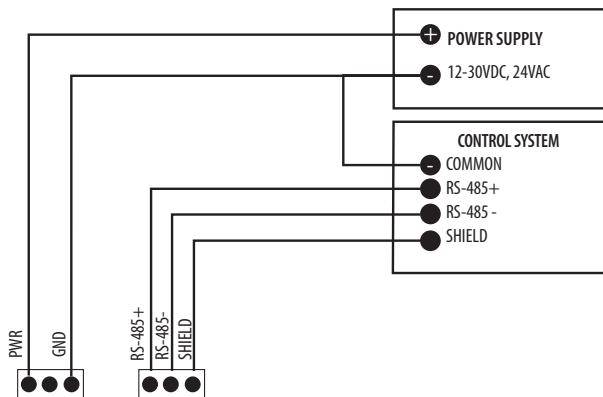 + POWER SUPPLY
- 12-30VDC, 24VAC
CONTROL SYSTEM
- COMMON
RS-485+
RS-485 -
SHIELD
PWR
GND
RS-485+
RS-485-
SHIELD